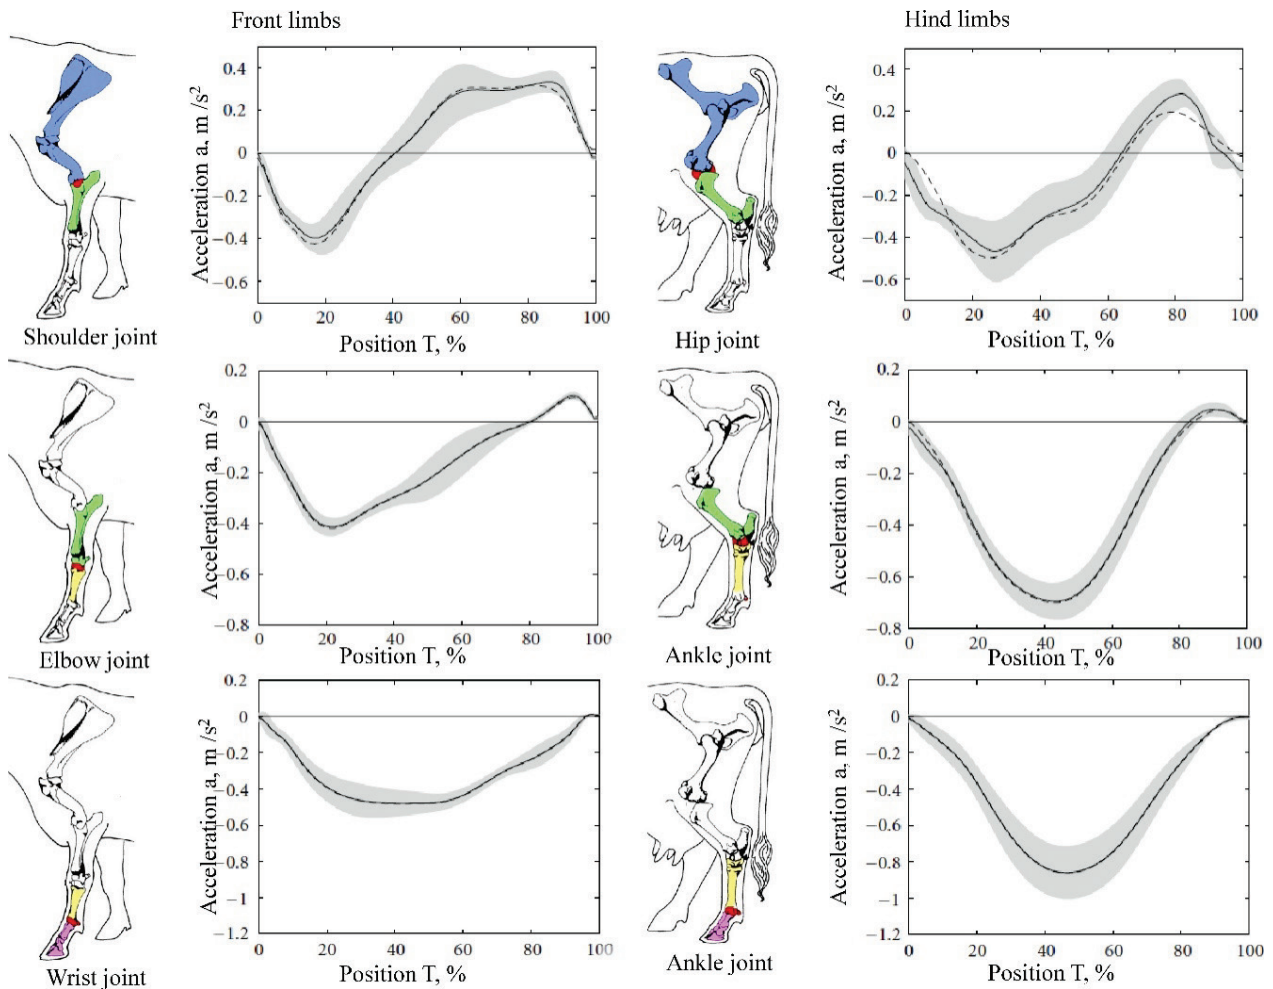 Front limbs
Hind limbs
Acceleration a, m /s²
0.4
0.2
0
−0.2
−0.4
−0.6
0 20 40 60 80 100
Position T, %
Shoulder joint
Acceleration a, m /s²
0.4
0.2
0
−0.2
−0.4
−0.6
0 20 40 60 80 100
Position T, %
Hip joint
Acceleration a, m /s²
0.2
0
−0.2
−0.4
−0.6
−0.8
0 20 40 60 80 100
Position T, %
Elbow joint
Acceleration a, m /s²
0.2
0
−0.2
−0.4
−0.6
−0.8
0 20 40 60 80 100
Position T, %
Ankle joint
Acceleration a, m /s²
0.2
0
−0.2
−0.4
−0.6
−0.8
−1
−1.2
0 20 40 60 80 100
Position T, %
Wrist joint
Acceleration a, m /s²
0.2
0
−0.2
−0.4
−0.6
−0.8
−1
−1.2
0 20 40 60 80 100
Position T, %
Ankle joint